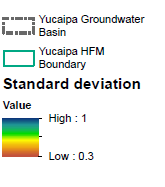 Yucaipa Groundwater
Basin
Yucaipa HFM
Boundary
Standard deviation
Value
High : 1
Low : 0.3